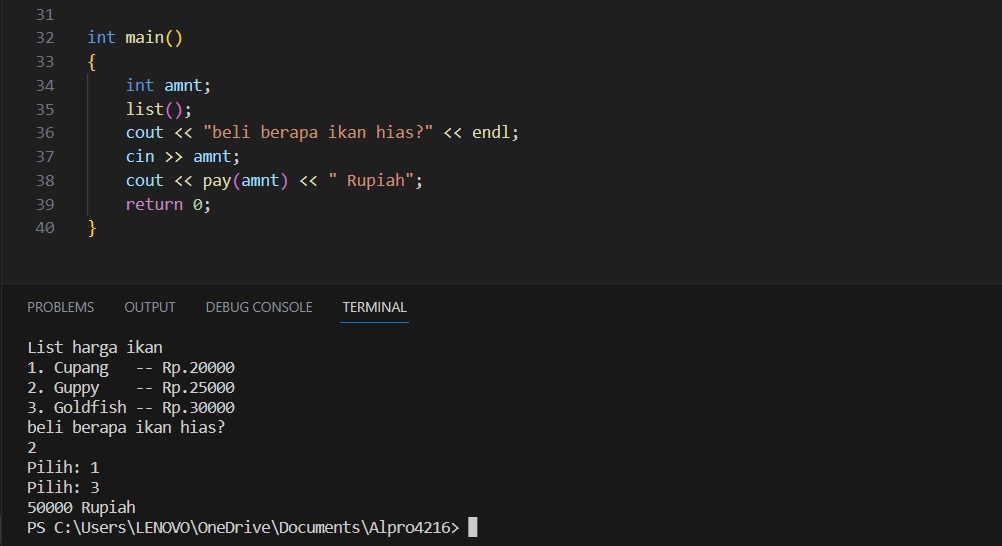 31
32 int main()
33 {
34 int amnt;
35 list();
36 cout << "beli berapa ikan hias?" << endl;
37 cin >> amnt;
38 cout << pay(amnt) << " Rupiah";
39 return 0;
40 }
PROBLEMS OUTPUT DEBUG CONSOLE TERMINAL
List harga ikan
1. Cupang -- Rp.20000
2. Guppy -- Rp.25000
3. Goldfish -- Rp.30000
beli berapa ikan hias?
2
Pilih: 1
Pilih: 3
50000 Rupiah
PS C:\Users\LENOVO\OneDrive\Documents\Alpro4216>